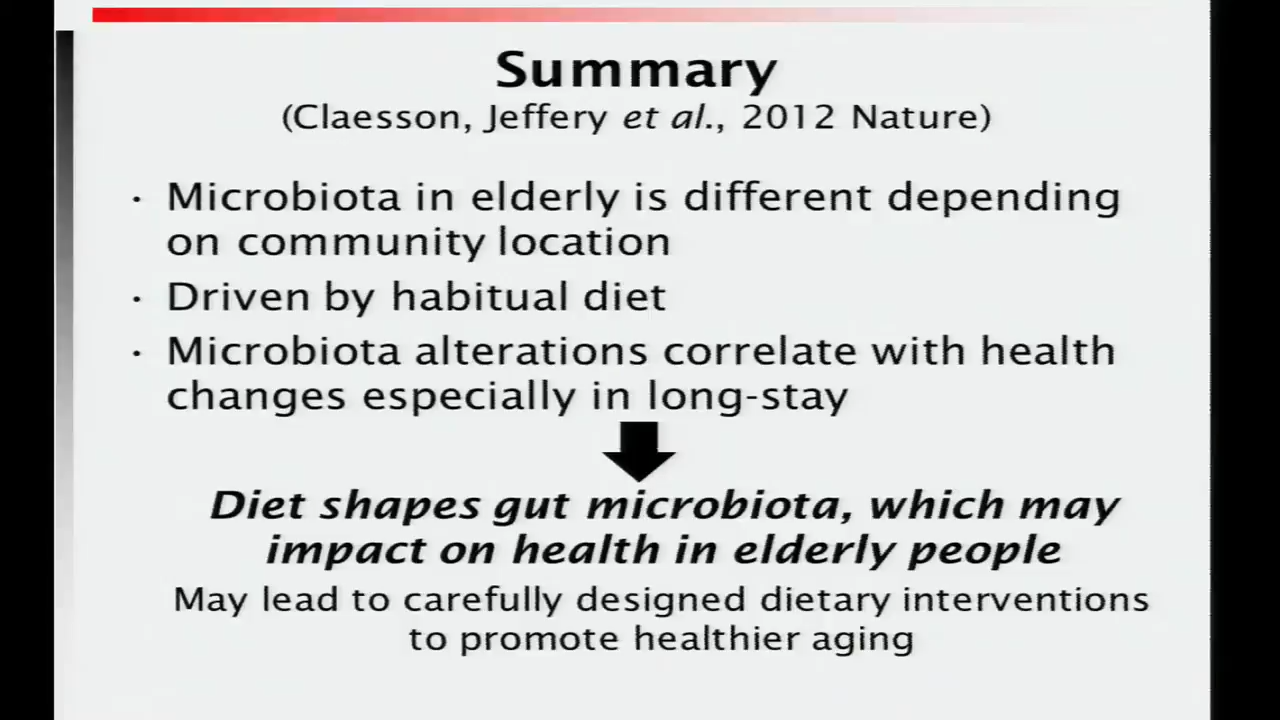 Summary
(Claesson, Jeffery et al., 2012 Nature)
· Microbiota in elderly is different depending
on community location
· Driven by habitual diet
· Microbiota alterations correlate with health
changes especially in long-stay
Diet shapes gut microbiota, which may
impact on health in elderly people
May lead to carefully designed dietary interventions
to promote healthier aging